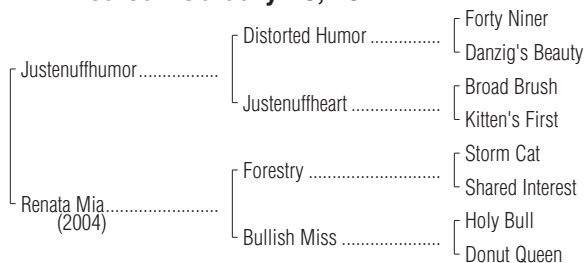 Forty Niner
Distorted Humor
Danzig's Beauty
Justenuffhumor
Broad Brush
Justenuffheart
Kitten's First
Storm Cat
Forestry
Shared Interest
Renata Mia
(2004)
Holy Bull
Bullish Miss
Donut Queen